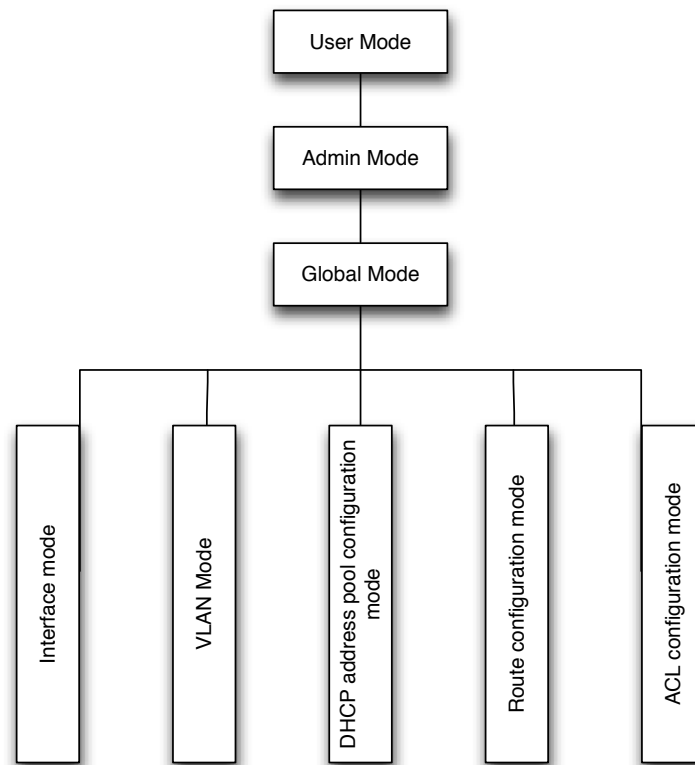 User Mode
Admin Mode
Global Mode
Interface mode
VLAN Mode
DHCP address pool configuration
mode
Route configuration mode
ACL configuration mode